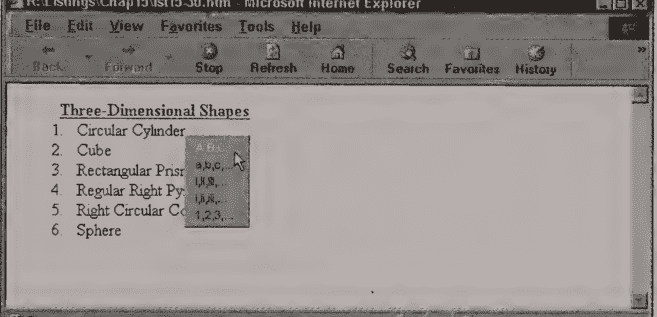 R:\Listings\Chap15\lst15-30.htm - Microsoft Internet Explorer
File Edit View Favorites Tools Help
Back Forward Stop Refresh Home Search Favorites History »
Three-Dimensional Shapes
1. Circular Cylinder
2. Cube
3. Rectangular Prism
4. Regular Right Py
5. Right Circular Co
6. Sphere
A,B,C,...
a,b,c,...
I,II,III,...
i,ii,iii,...
1,2,3,...